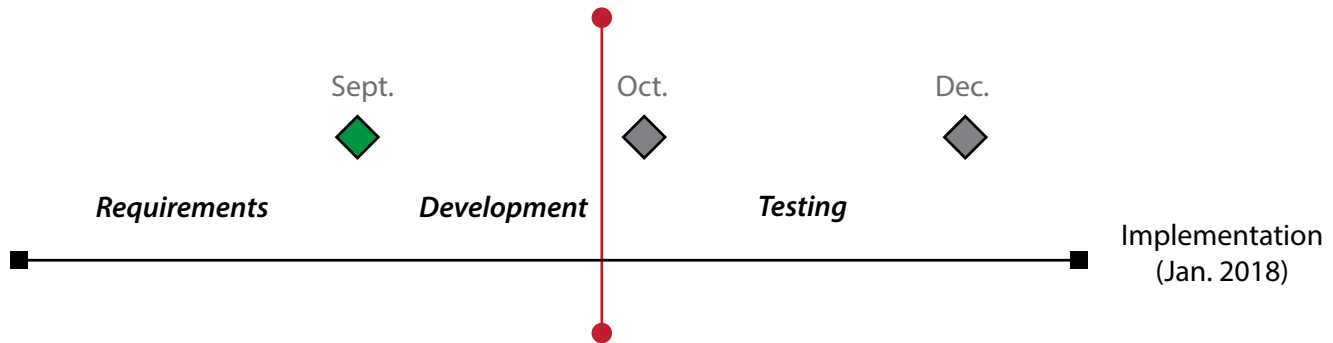 Sept.
Oct.
Dec.
Requirements
Development
Testing
Implementation
(Jan. 2018)